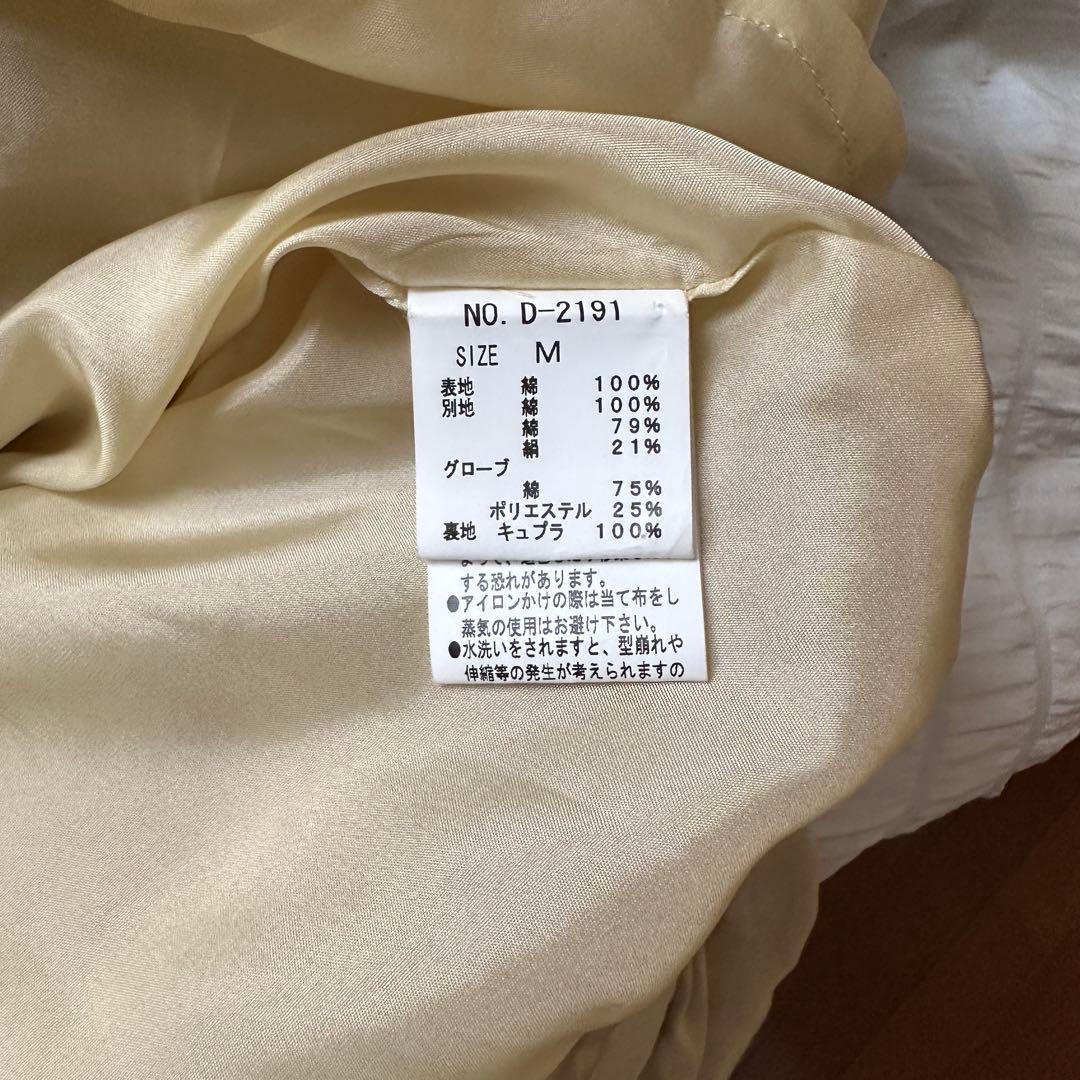 NO. D-2191
SIZE M
表地 綿 100%
別地 綿 100%
綿 79%
絹 21%
グローブ
綿 75%
ポリエステル 25%
裏地 キュプラ 100%
する恐れがあります。
●アイロンかけの際は当て布をし
蒸気の使用はお避け下さい。
●水洗いをされますと、型崩れや
伸縮等の発生が考えられますの